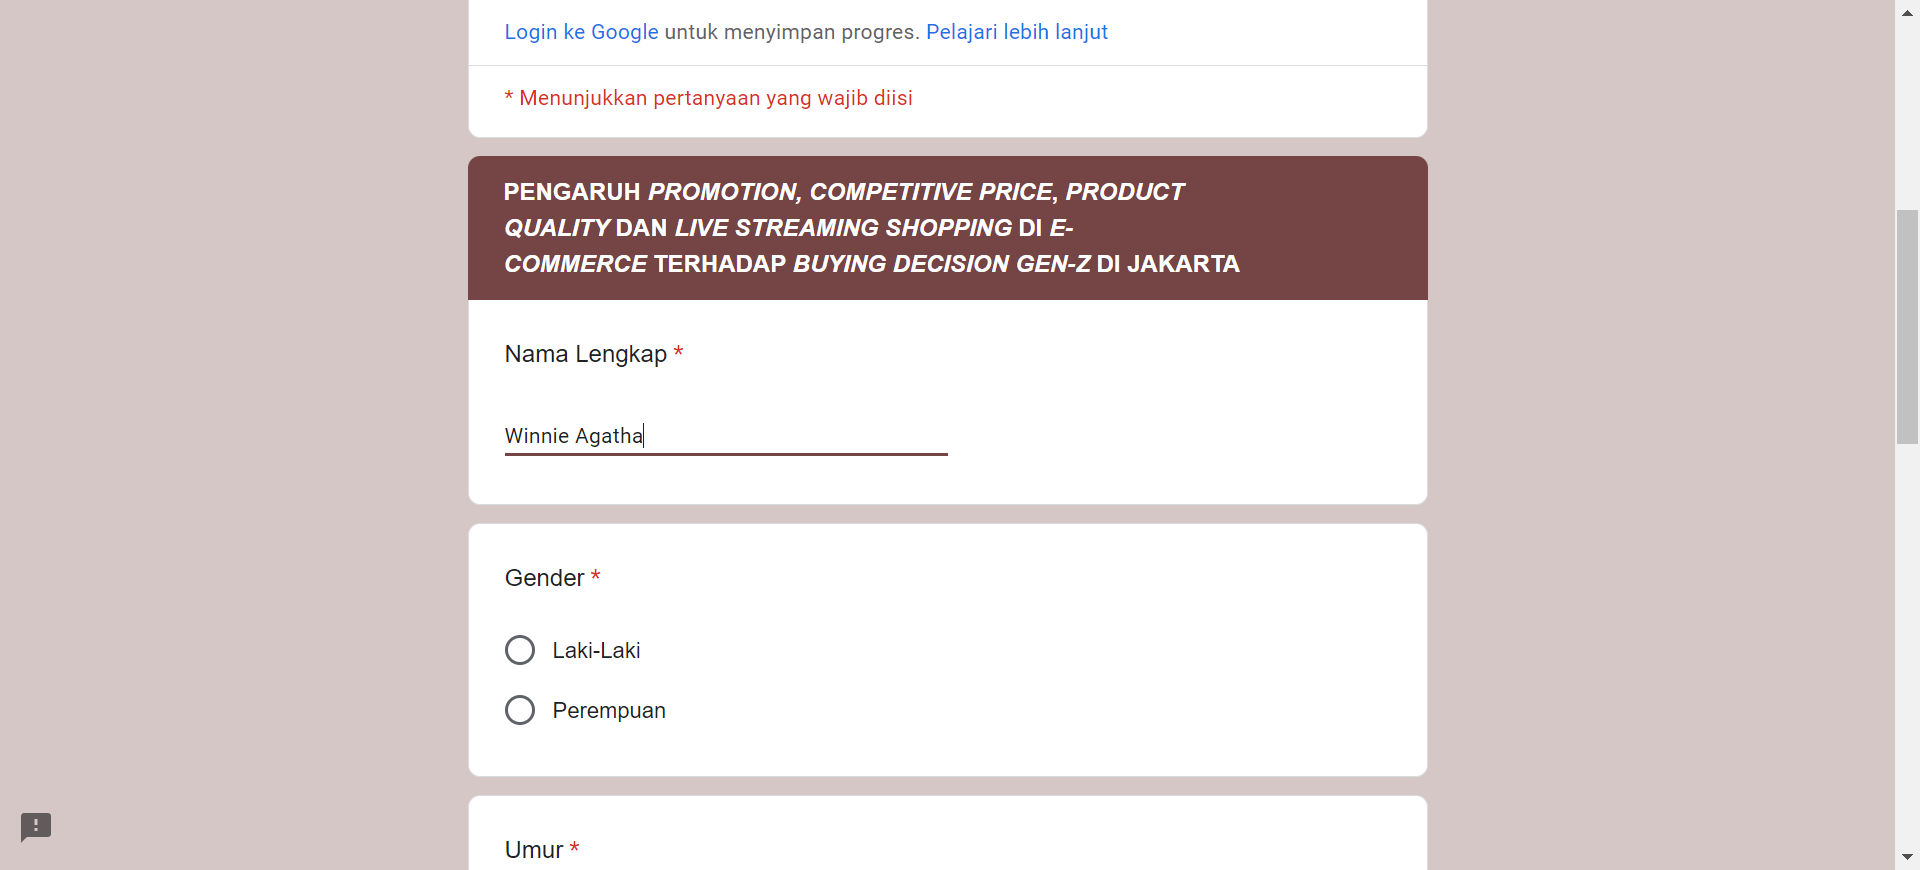 Login ke Google untuk menyimpan progres. Pelajari lebih lanjut
* Menunjukkan pertanyaan yang wajib diisi
PENGARUH PROMOTION, COMPETITIVE PRICE, PRODUCT
QUALITY DAN LIVE STREAMING SHOPPING DI E-
COMMERCE TERHADAP BUYING DECISION GEN-Z DI JAKARTA
Nama Lengkap *
Winnie Agatha
Gender *
Laki-Laki
Perempuan
Umur *